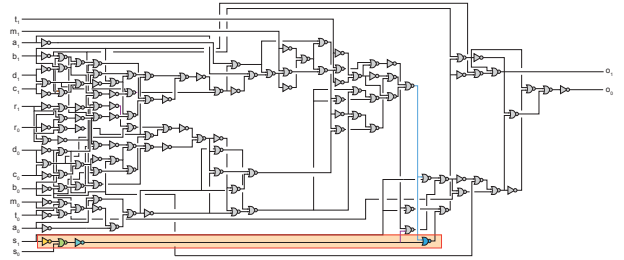 t₁
m₁
a₁
b₁
d₁
c₁
r₁
r₀
d₀
c₀
b₀
m₀
t₀
a₀
s₁
s₀
o₁
o₀